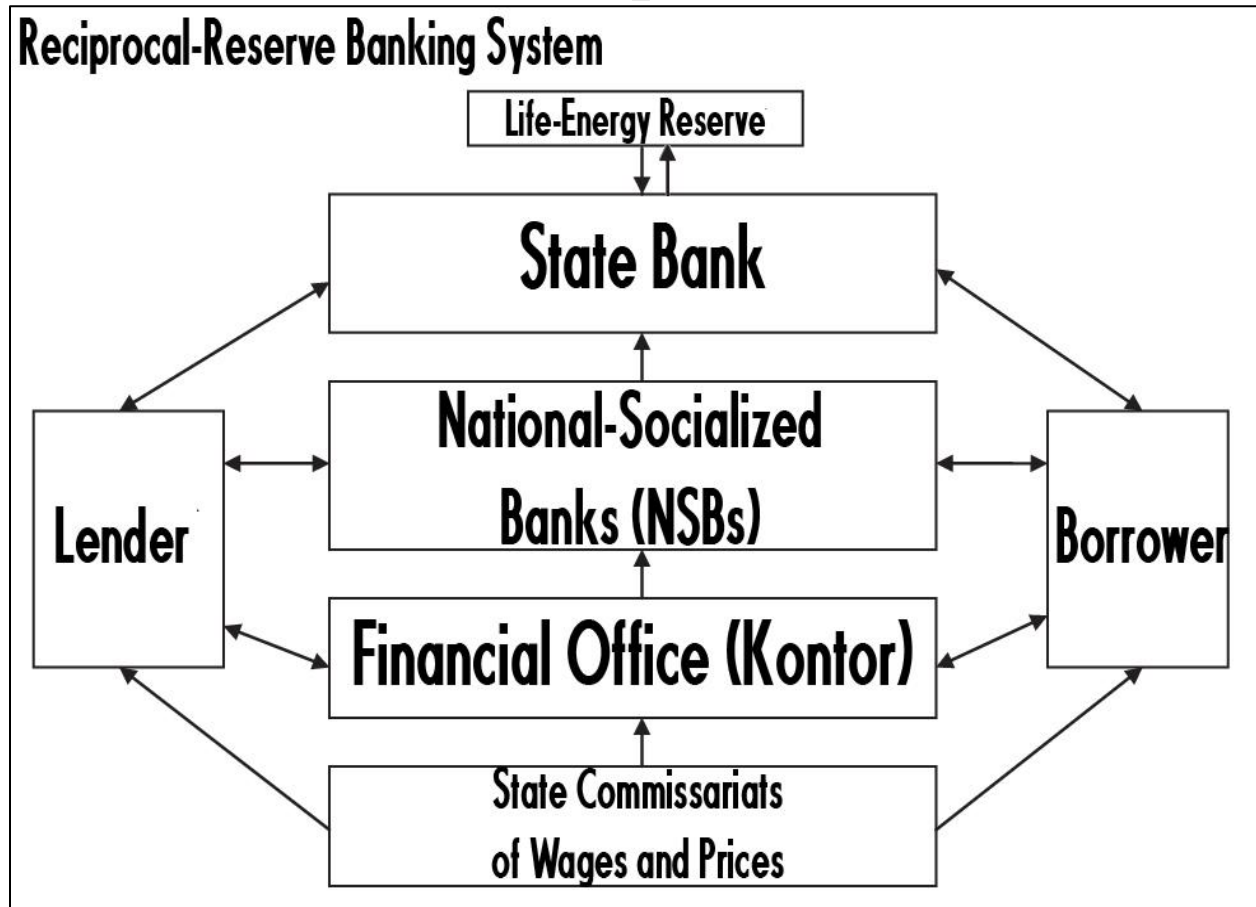 Reciprocal-Reserve Banking System
Life-Energy Reserve
State Bank
National-Socialized
Banks (NSBs)
Lender
Borrower
Financial Office (Kontor)
State Commissariats
of Wages and Prices